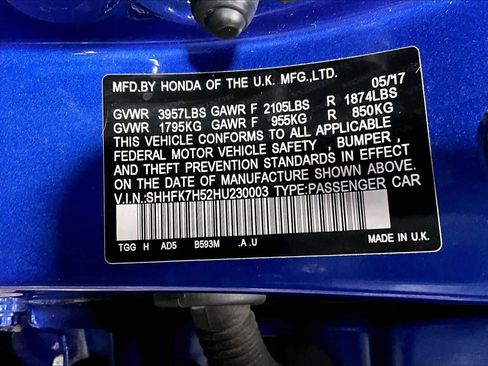 MFD.BY HONDA OF THE U.K. MFG.,LTD. 05/17
GVWR 3957LBS GAWR F 2105LBS R 1874LBS
GVWR 1795KG GAWR F 955KG R 850KG
THIS VEHICLE CONFORMS TO ALL APPLICABLE
FEDERAL MOTOR VEHICLE SAFETY , BUMPER ,
AND THEFT PREVENTION STANDARDS IN EFFECT
ON THE DATE OF MANUFACTURE SHOWN ABOVE.
V.I.N:SHHFK7H52HU230003 TYPE:PASSENGER CAR
TGG H AD5 B593M .A .U
MADE IN U.K.